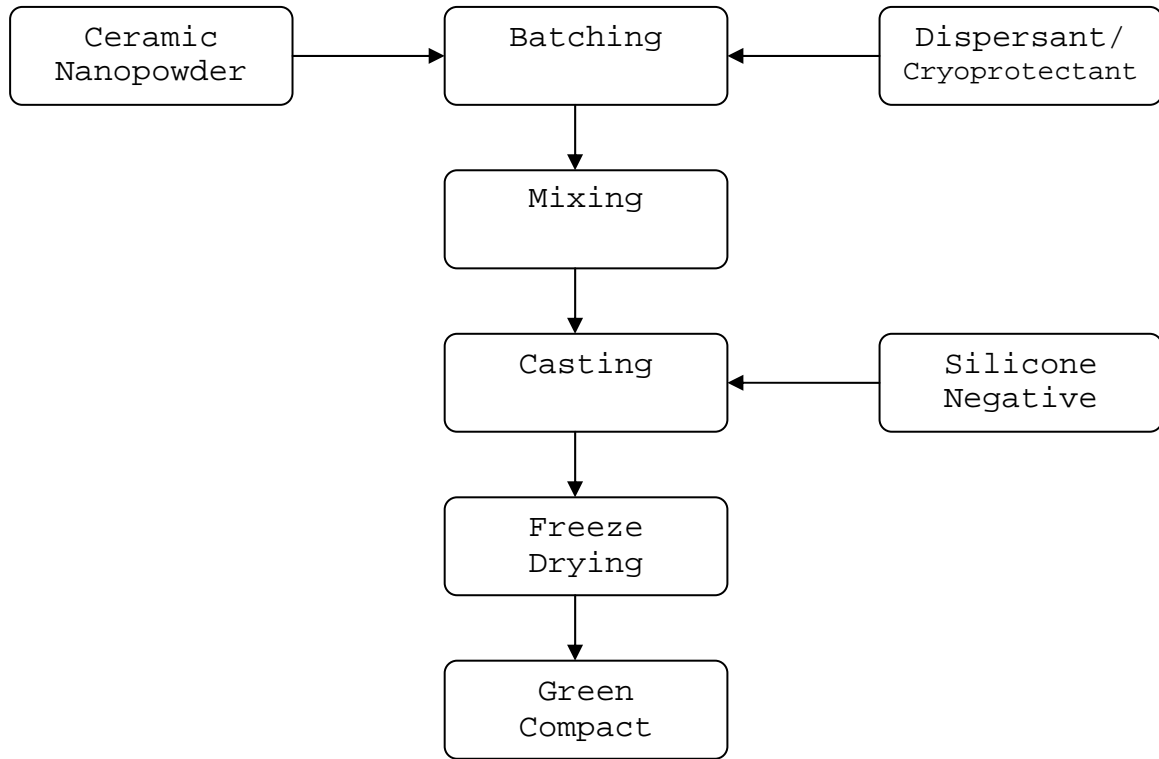 Ceramic
Nanopowder
Batching
Dispersant/
Cryoprotectant
Mixing
Casting
Silicone
Negative
Freeze
Drying
Green
Compact